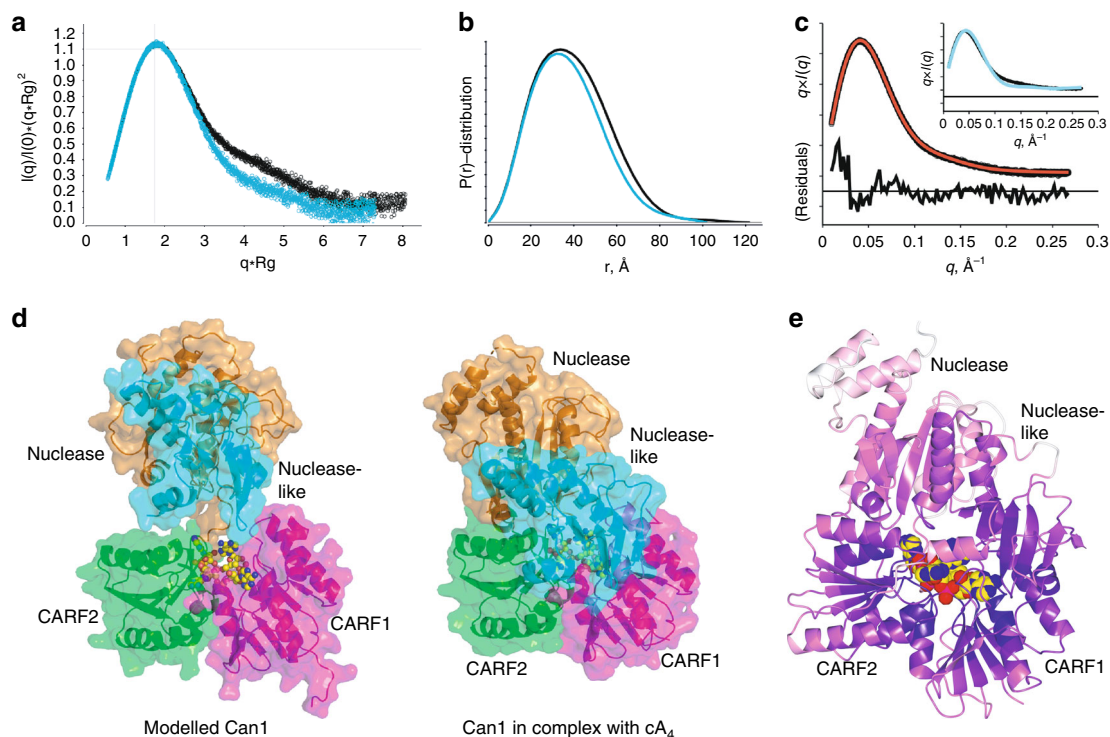 a
I(q)/I(0)*(q*Rg)²
1.2
1.1
1.0
0.9
0.8
0.7
0.6
0.5
0.4
0.3
0.2
0.1
0.0
0 1 2 3 4 5 6 7 8
q*Rg
b
P(r)–distribution
0 20 40 60 80 100 120
r, Å
c
q×I(q)
(Residuals)
0 0.05 0.1 0.15 0.2 0.25 0.3
q, Å⁻¹
q×I(q)
0 0.05 0.10 0.15 0.2 0.25 0.3
q, Å⁻¹
d
Nuclease
Nuclease-
like
CARF2
CARF1
Modelled Can1
Nuclease
Nuclease-
like
CARF2
CARF1
Can1 in complex with cA₄
e
Nuclease
Nuclease-
like
CARF2
CARF1